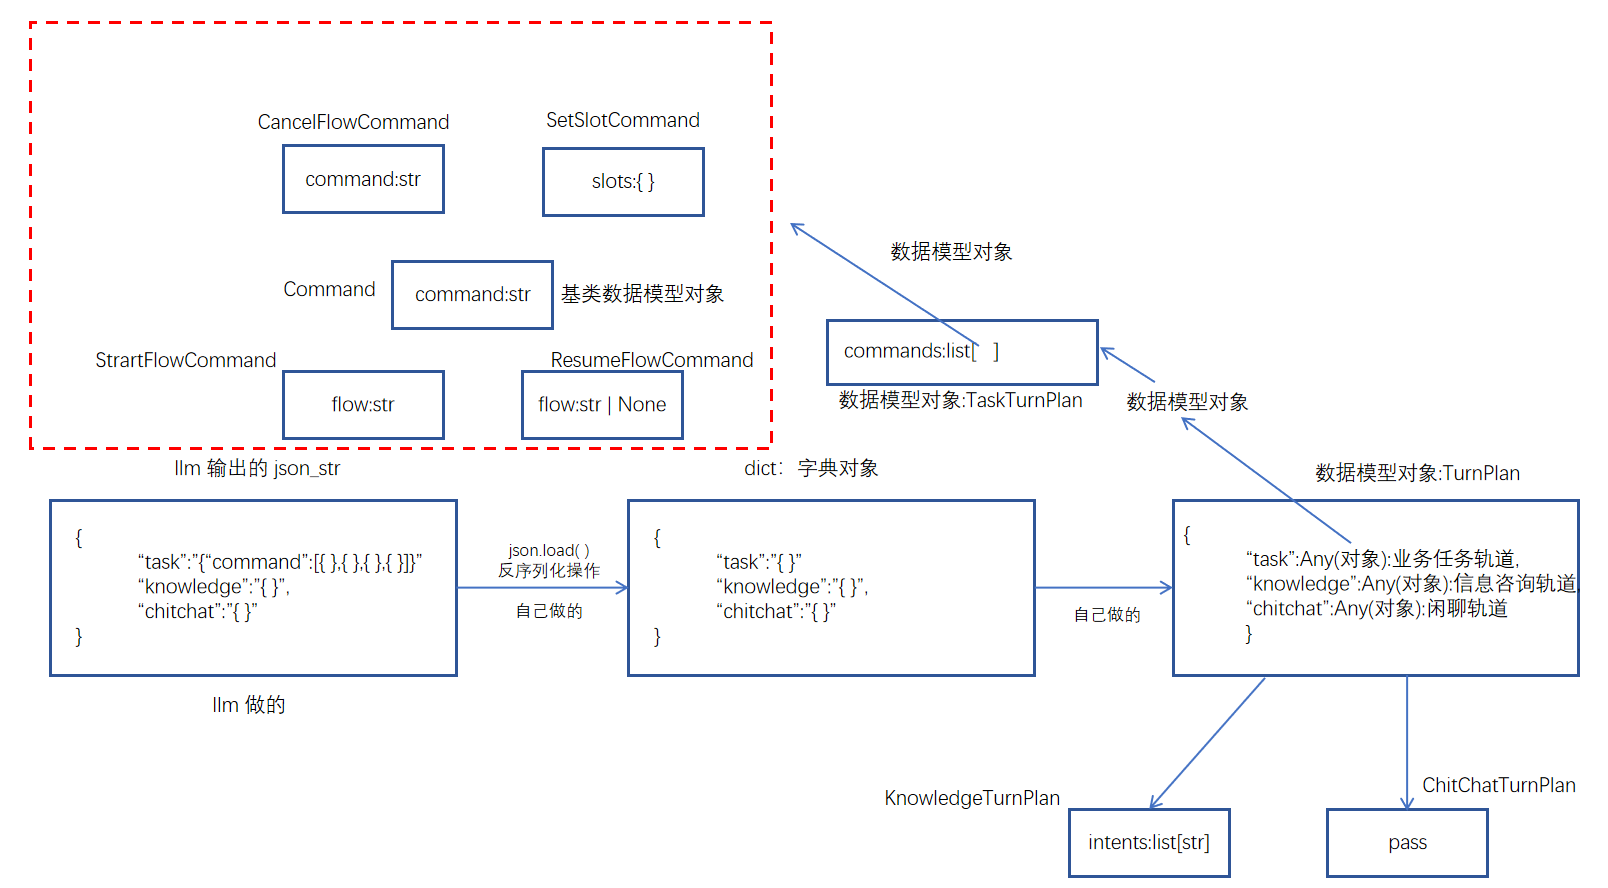 CancelFlowCommand
SetSlotCommand
command:str
slots:{ }
数据模型对象
Command
command:str
基类数据模型对象
commands:list[ ]
StrartFlowCommand
ResumeFlowCommand
数据模型对象:TaskTurnPlan
数据模型对象
flow:str
flow:str | None
llm 输出的 json_str
dict：字典对象
数据模型对象:TurnPlan
{
“task”:”{“command”:[{ },{ },{ },{ }]}”
“knowledge”:”{ }”,
“chitchat”:”{ }”
}
json.load( )
反序列化操作
自己做的
{
“task”:”{ }”
“knowledge”:”{ }”,
“chitchat”:”{ }”
}
自己做的
{
“task”:Any(对象):业务任务轨道,
“knowledge”:Any(对象):信息咨询轨道,
“chitchat”:Any(对象):闲聊轨道
}
llm 做的
KnowledgeTurnPlan
ChitChatTurnPlan
intents:list[str]
pass